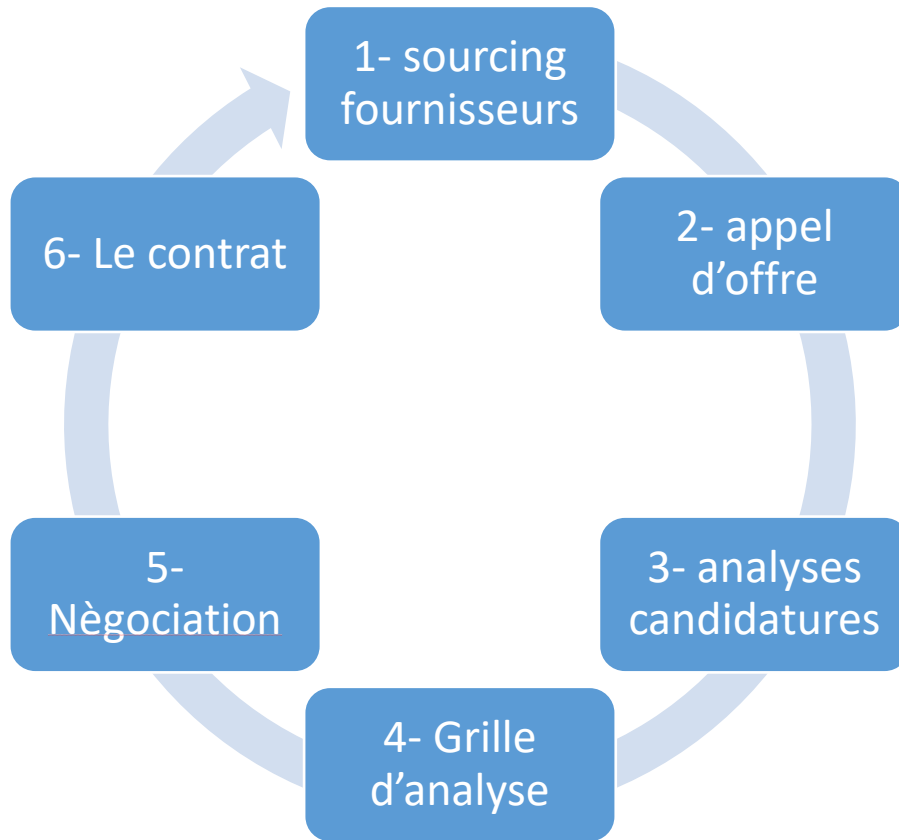 1- sourcing
fournisseurs
2- appel
d’offre
3- analyses
candidatures
4- Grille
d’analyse
5-
Nègociation
6- Le contrat